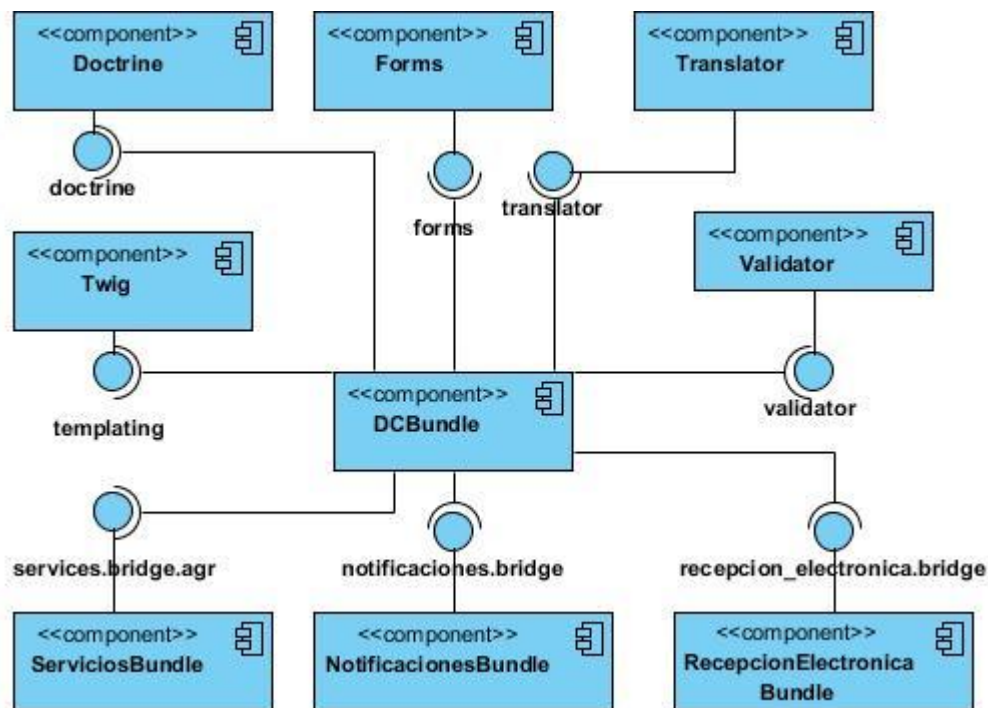 <<component>>
Doctrine
<<component>>
Forms
<<component>>
Translator
doctrine
forms
translator
<<component>>
Twig
<<component>>
Validator
templating
<<component>>
DCBundle
validator
services.bridge.agr
notificaciones.bridge
recepcion_electronica.bridge
<<component>>
ServiciosBundle
<<component>>
NotificacionesBundle
<<component>>
RecepcionElectronica
Bundle